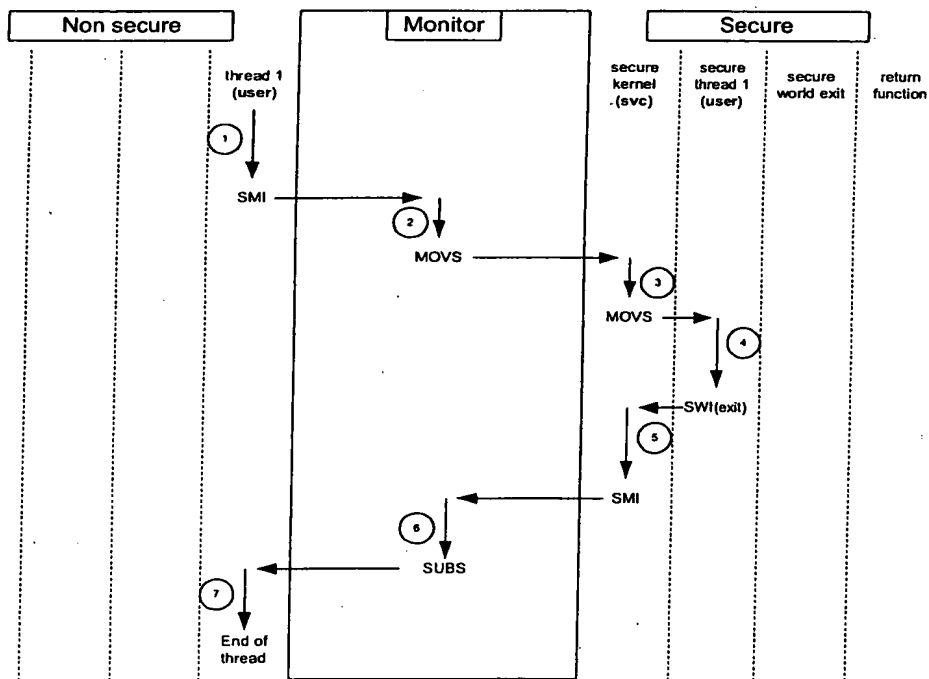 Non secure
Monitor
Secure
thread 1
(user)
secure
kernel
(svc)
secure
thread 1
(user)
secure
world exit
return
function
1
SMI
2
MOVS
3
MOVS
4
SWI(exit)
5
SMI
6
SUBS
7
End of
thread